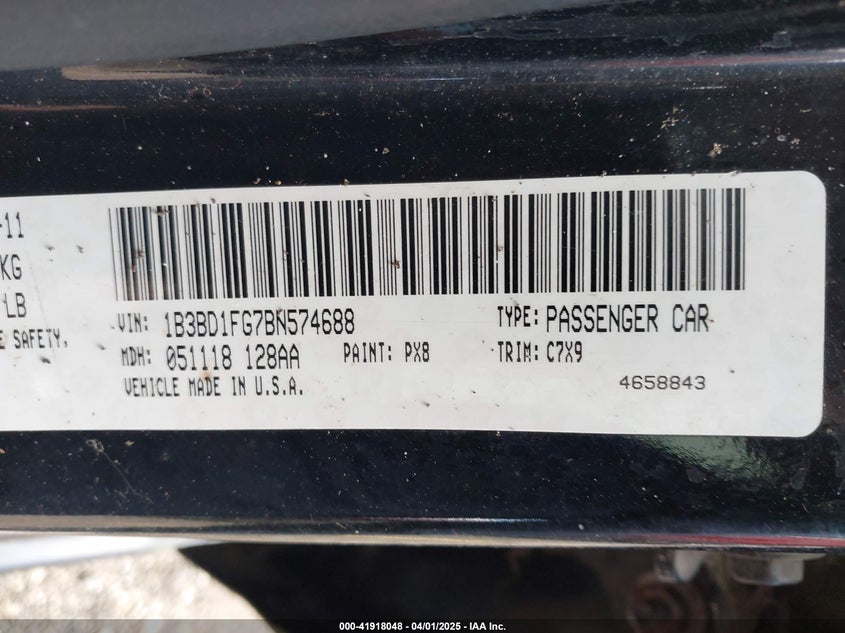 -11
KG
LB
E SAFETY,
VIN: 1B3BD1FG7BN574688 TYPE: PASSENGER CAR
MDH: 051118 128AA PAINT: PX8 TRIM: C7X9
VEHICLE MADE IN U.S.A.
4658843
000-41918048 - 04/01/2025 - IAA Inc.